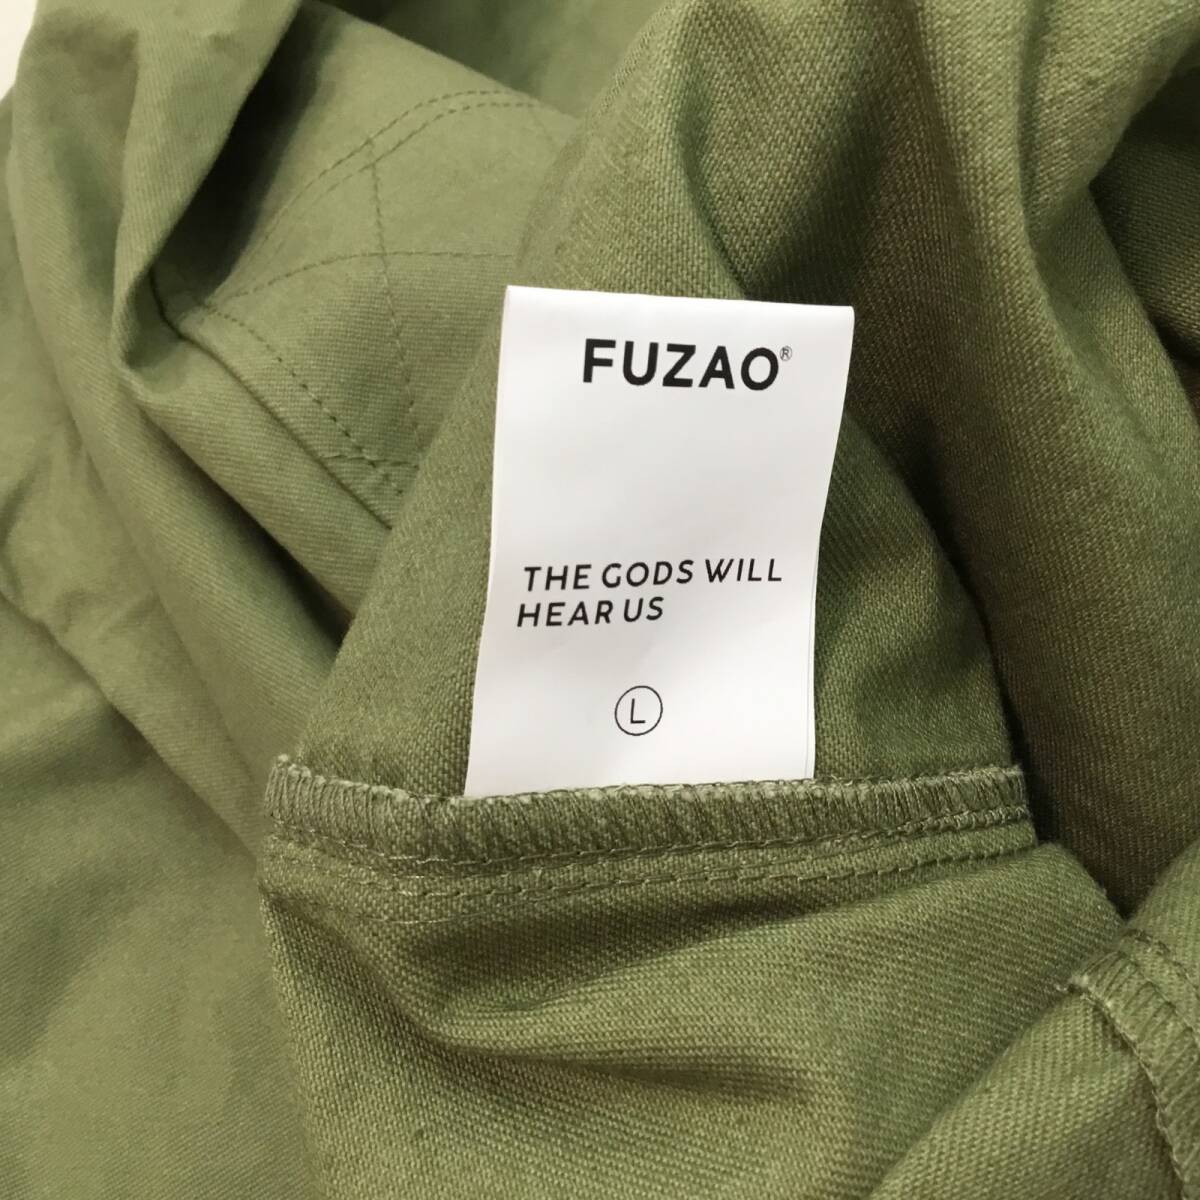 FUZAO®
THE GODS WILL
HEAR US
L